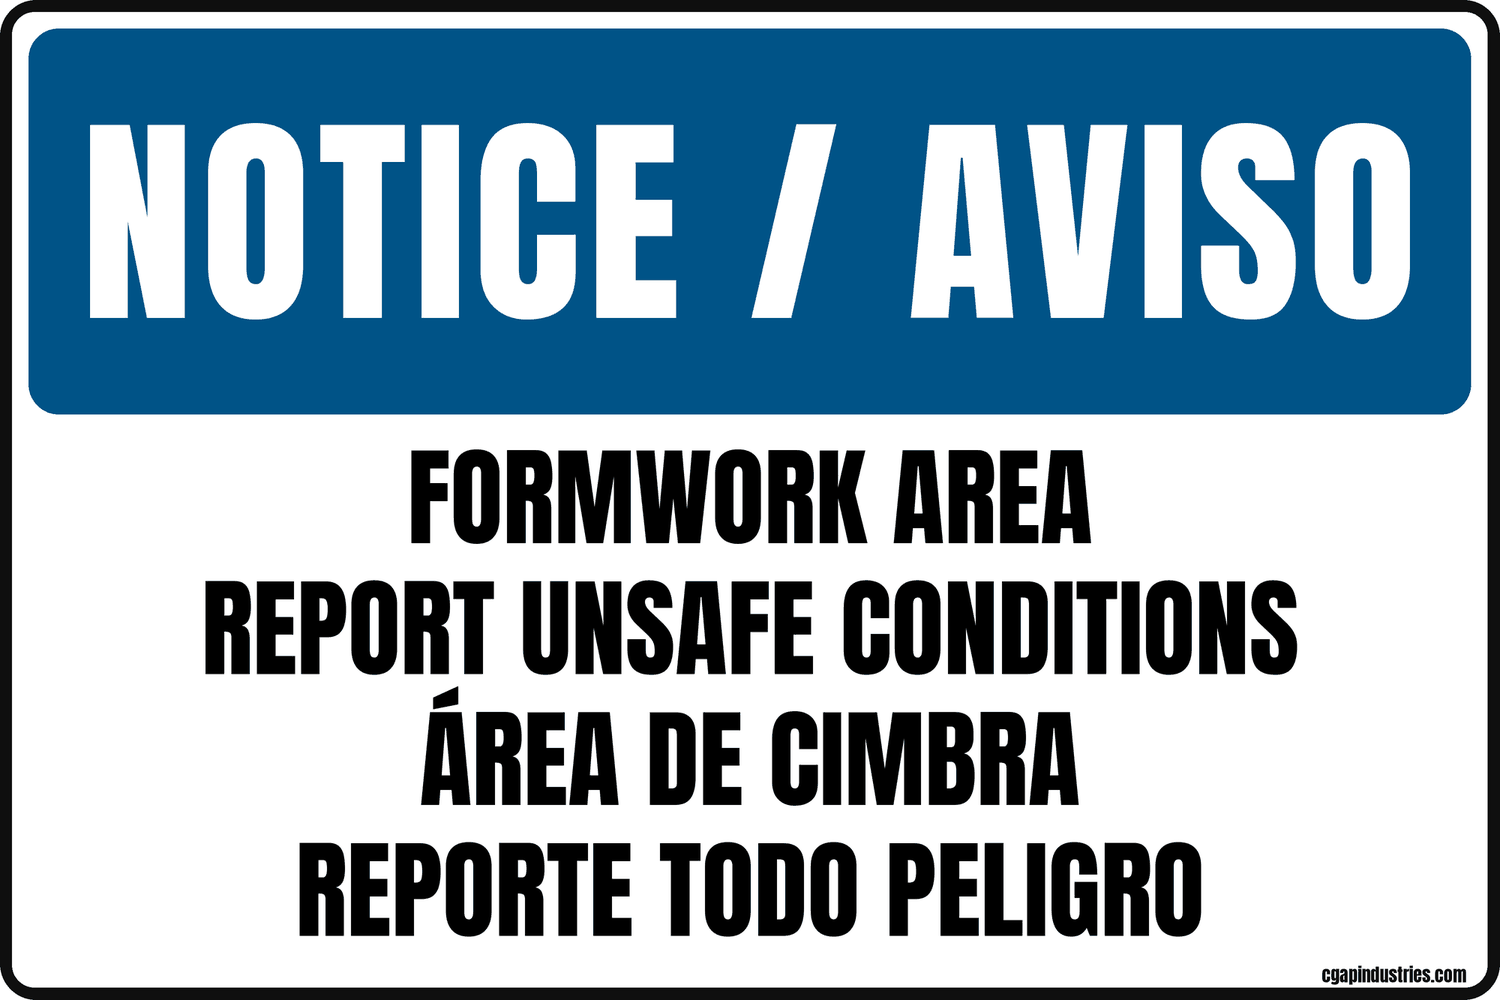 NOTICE / AVISO
FORMWORK AREA
REPORT UNSAFE CONDITIONS
ÁREA DE CIMBRA
REPORTE TODO PELIGRO
cgapindustries.com